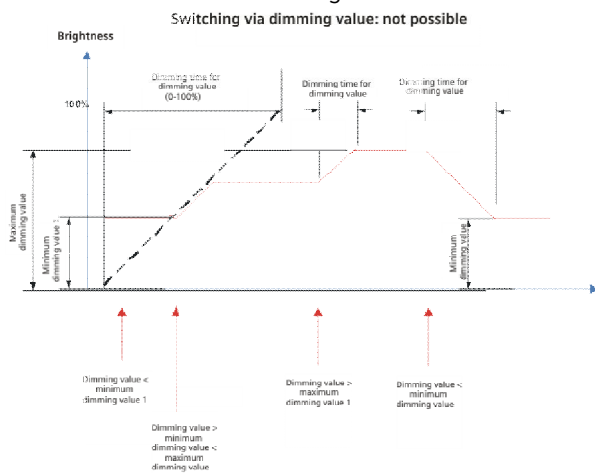 Switching via dimming value: not possible
Brightness
Dimming time for
dimming value
(0-100%)
Dimming time for
dimming value
Dimming time for
dimming value
100%
Maximum
dimming value
Minimum
dimming value 1
Minimum
dimming value
Dimming value <
minimum
dimming value 1
Dimming value >
maximum
dimming value 1
Dimming value <
minimum
dimming value
Dimming value >
minimum
dimming value <
maximum
dimming value